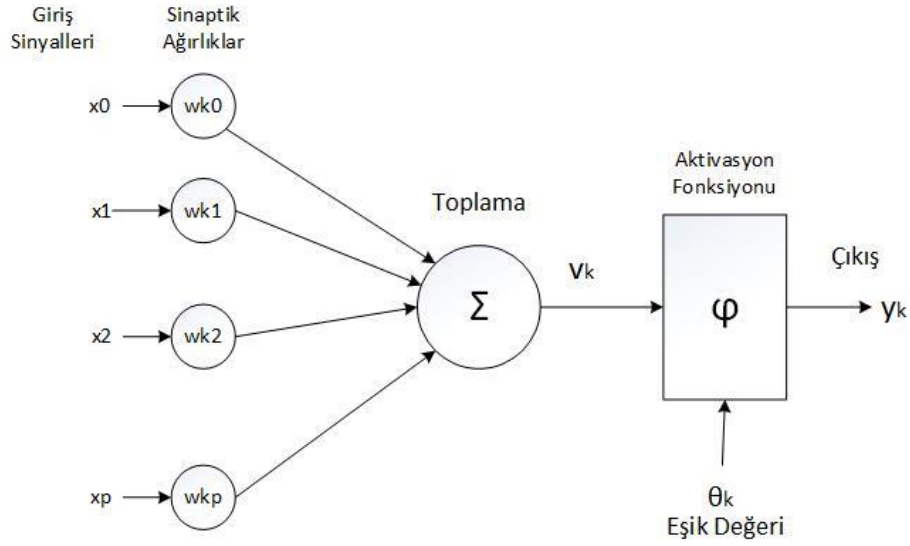 Giriş
Sinyalleri
Sinaptik
Ağırlıklar
x0
wk0
x1
wk1
x2
wk2
xp
wkp
Toplama
Σ
vk
Aktivasyon
Fonksiyonu
φ
Çıkış
yk
θk
Eşik Değeri